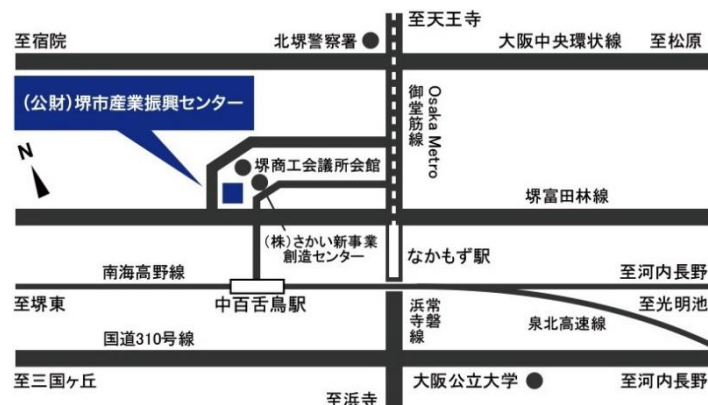 至天王寺
至宿院
北堺警察署
大阪中央環状線
至松原
(公財)堺市産業振興センター
Osaka Metro
御堂筋線
N
堺商工会議所会館
堺富田林線
(株)さかい新事業
創造センター
なかもず駅
南海高野線
至河内長野
至堺東
中百舌鳥駅
常磐
浜寺線
至光明池
泉北高速線
国道310号線
至三国ヶ丘
大阪公立大学
至河内長野
至浜寺